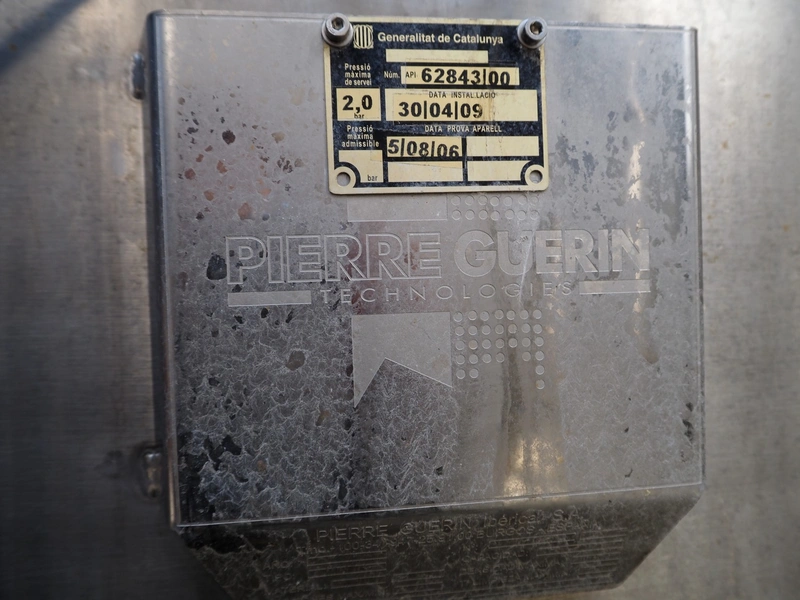 Generalitat de Catalunya
Pressió màxima de servei
Núm. API 62843|00
2,0 bar
DATA INSTAL.LACIÓ
30|04|09
Pressió màxima admissible
DATA PROVA APARELL
5/08/06
bar
PIERRE GUERIN
TECHNOLOGIES
PIERRE GUERIN Ibérica, S.A.